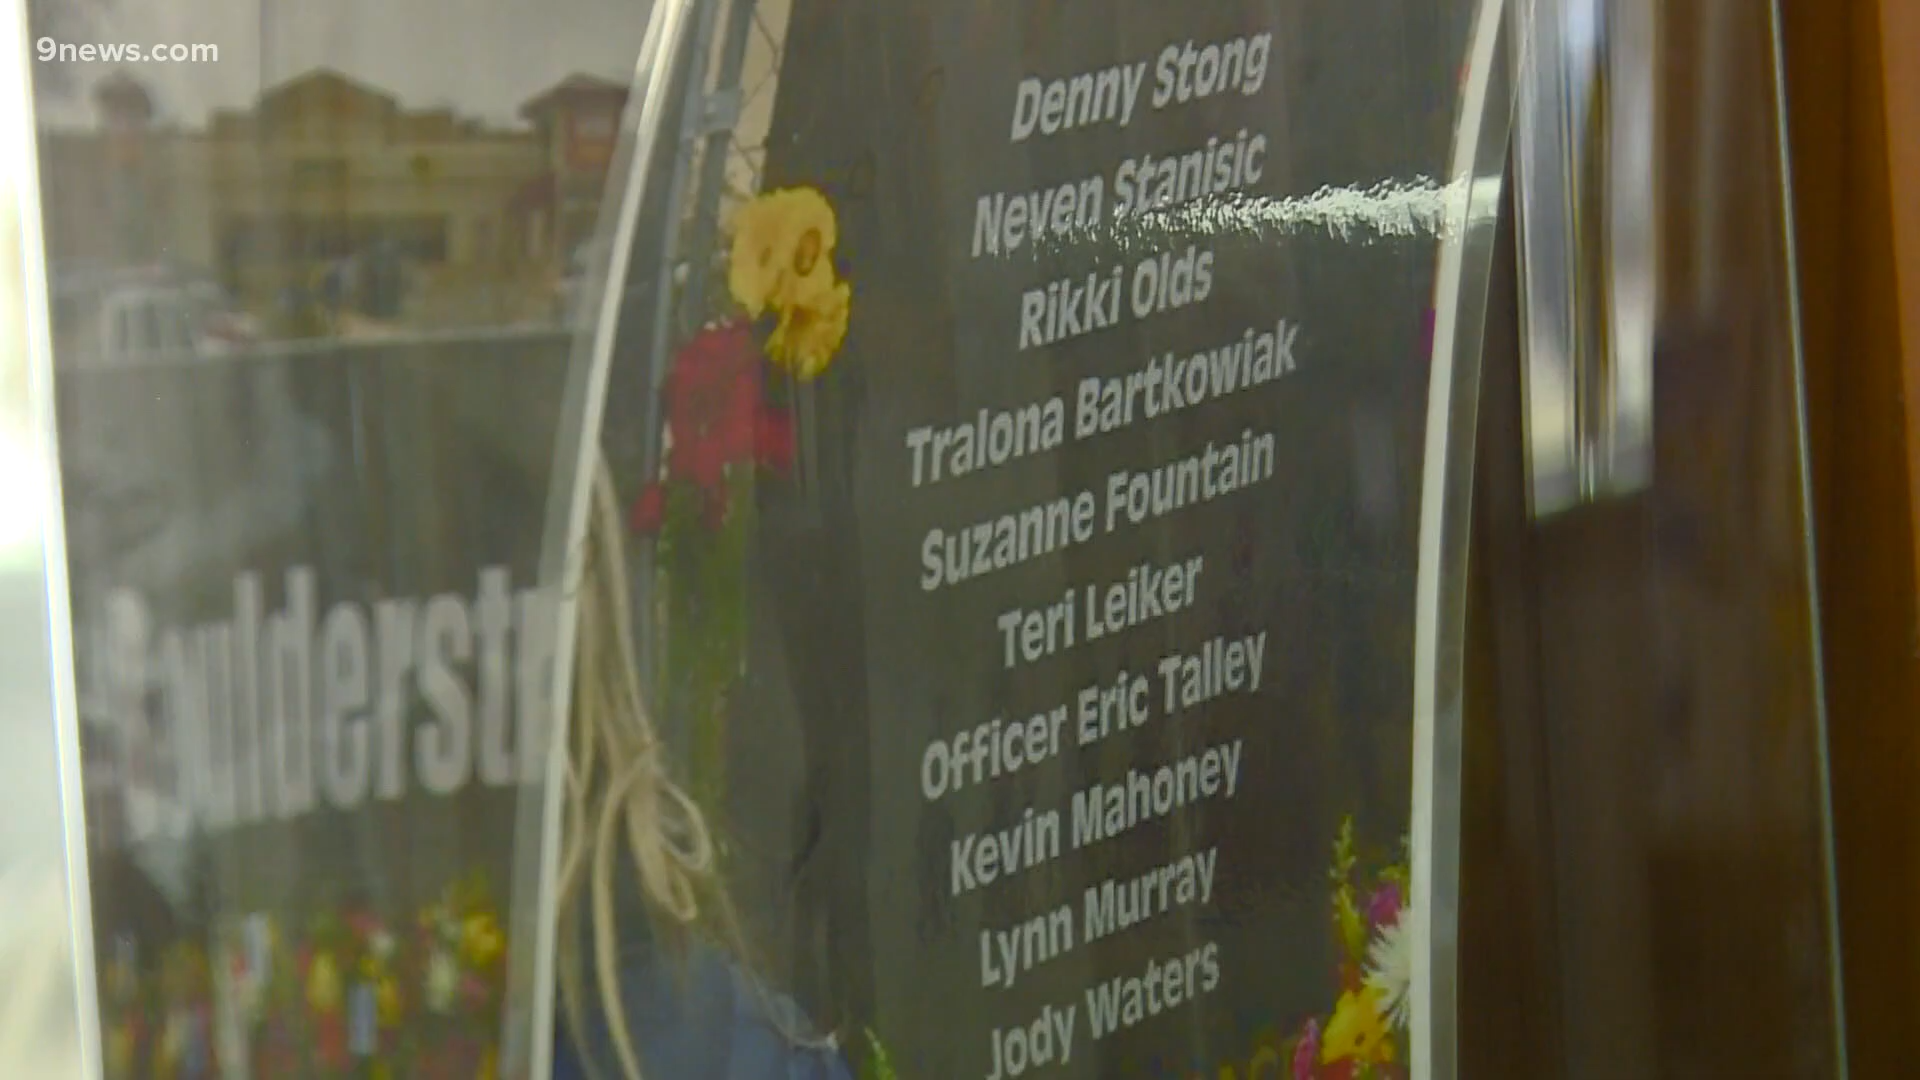 9news.com
Denny Stong
Neven Stanisic
Rikki Olds
Tralona Bartkowiak
Suzanne Fountain
Teri Leiker
Officer Eric Talley
Kevin Mahoney
Lynn Murray
Jody Waters
#Boulderstr